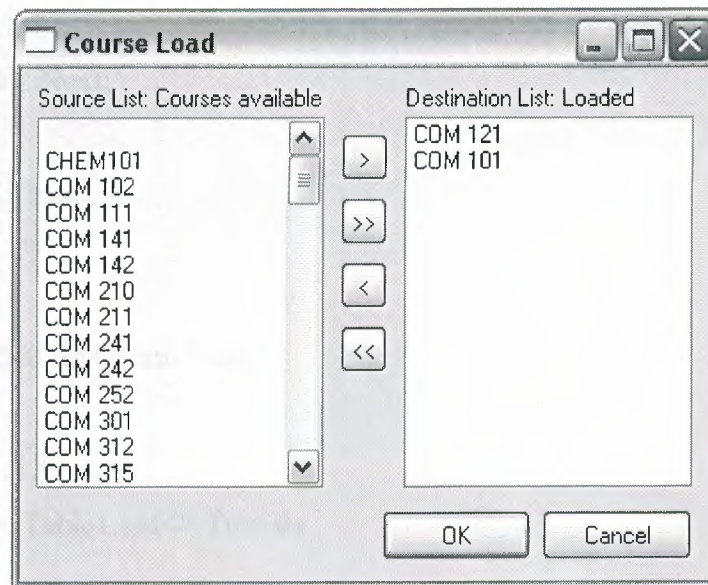 Course Load
Source List: Courses available
CHEM101
COM 102
COM 111
COM 141
COM 142
COM 210
COM 211
COM 241
COM 242
COM 252
COM 301
COM 312
COM 315
>
>>
<
<<
Destination List: Loaded
COM 121
COM 101
OK
Cancel